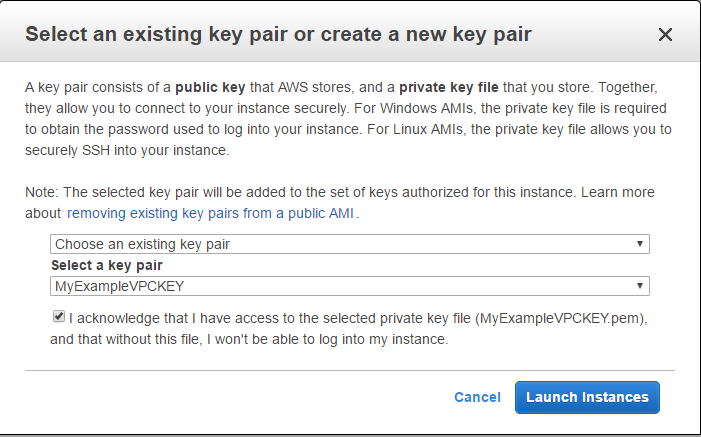 Select an existing key pair or create a new key pair
A key pair consists of a public key that AWS stores, and a private key file that you store. Together,
they allow you to connect to your instance securely. For Windows AMIs, the private key file is required
to obtain the password used to log into your instance. For Linux AMIs, the private key file allows you to
securely SSH into your instance.
Note: The selected key pair will be added to the set of keys authorized for this instance. Learn more
about removing existing key pairs from a public AMI.
Choose an existing key pair
Select a key pair
MyExampleVPCKEY
I acknowledge that I have access to the selected private key file (MyExampleVPCKEY.pem),
and that without this file, I won't be able to log into my instance.
Cancel Launch Instances